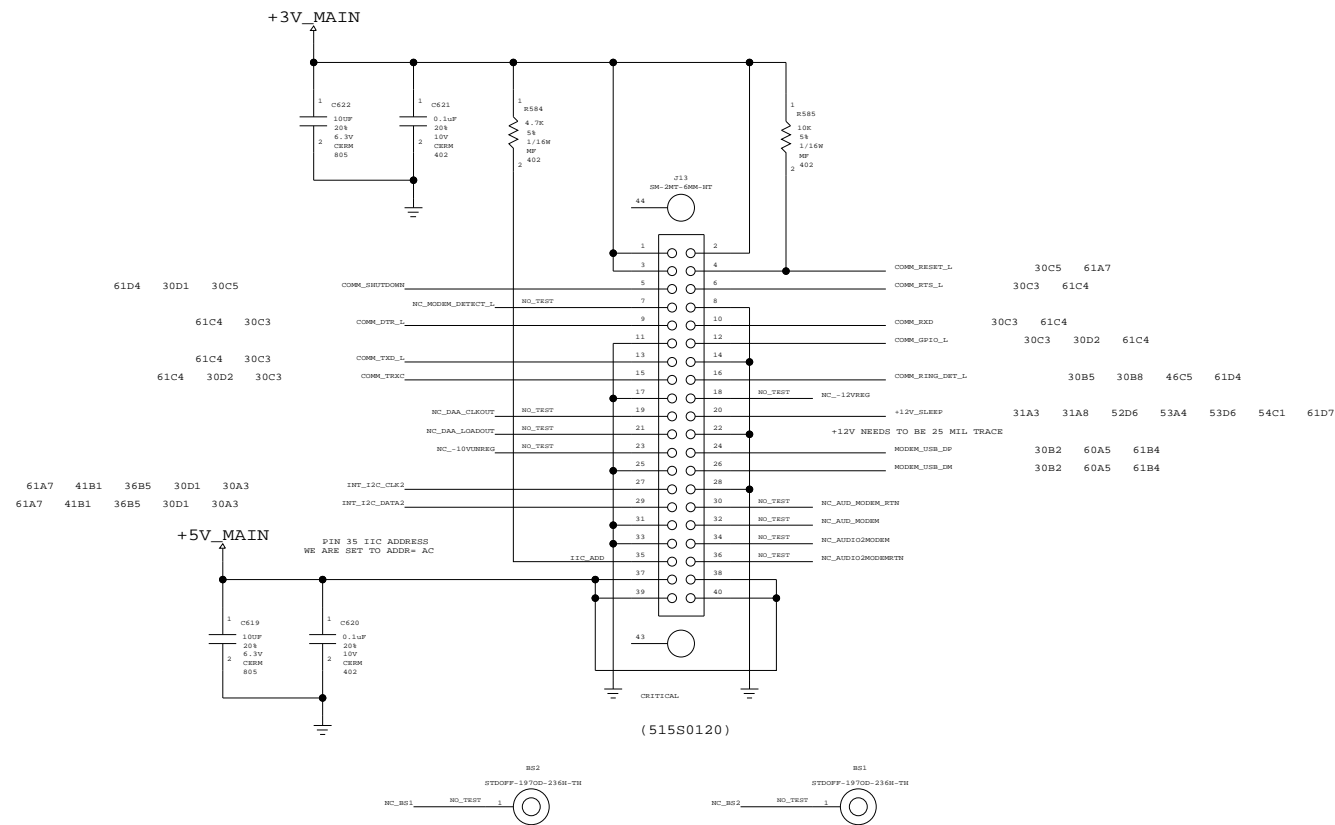 +3V_MAIN
1 C622
10UF
20%
6.3V
2 CERM
805
1 C621
0.1uF
20%
10V
2 CERM
402
1
R584
4.7K
5%
1/16W
MF
402
2
1
R585
10K
5%
1/16W
MF
402
2
J13
SM-2MT-6MM-HT
44
1 2
3 4 COMM_RESET_L 30C5 61A7
61D4 30D1 30C5 COMM_SHUTDOWN 5 6 COMM_RTS_L 30C3 61C4
NC_MODEM_DETECT_L NO_TEST 7 8
61C4 30C3 COMM_DTR_L 9 10 COMM_RXD 30C3 61C4
11 12 COMM_GPIO_L 30C3 30D2 61C4
61C4 30C3 COMM_TXD_L 13 14
61C4 30D2 30C3 COMM_TRXC 15 16 COMM_RING_DET_L 30B5 30B8 46C5 61D4
17 18 NO_TEST NC_-12VREG
NC_DAA_CLKOUT NO_TEST 19 20 +12V_SLEEP 31A3 31A8 52D6 53A4 53D6 54C1 61D7
NC_DAA_LOADOUT NO_TEST 21 22 +12V NEEDS TO BE 25 MIL TRACE
NC_-10VUNREG NO_TEST 23 24 MODEM_USB_DP 30B2 60A5 61B4
25 26 MODEM_USB_DM 30B2 60A5 61B4
61A7 41B1 36B5 30D1 30A3 INT_I2C_CLK2 27 28
61A7 41B1 36B5 30D1 30A3 INT_I2C_DATA2 29 30 NO_TEST NC_AUD_MODEM_RTN
31 32 NO_TEST NC_AUD_MODEM
33 34 NO_TEST NC_AUDIO2MODEM
+5V_MAIN
PIN 35 IIC ADDRESS
WE ARE SET TO ADDR= AC
IIC_ADD 35 36 NO_TEST NC_AUDIO2MODEMRTN
37 38
39 40
1 C619
10UF
20%
6.3V
2 CERM
805
1 C620
0.1uF
20%
10V
2 CERM
402
43
CRITICAL
(515S0120)
BS2
STDOFF-197OD-236H-TH
NC_BS1 NO_TEST 1
BS1
STDOFF-197OD-236H-TH
NC_BS2 NO_TEST 1